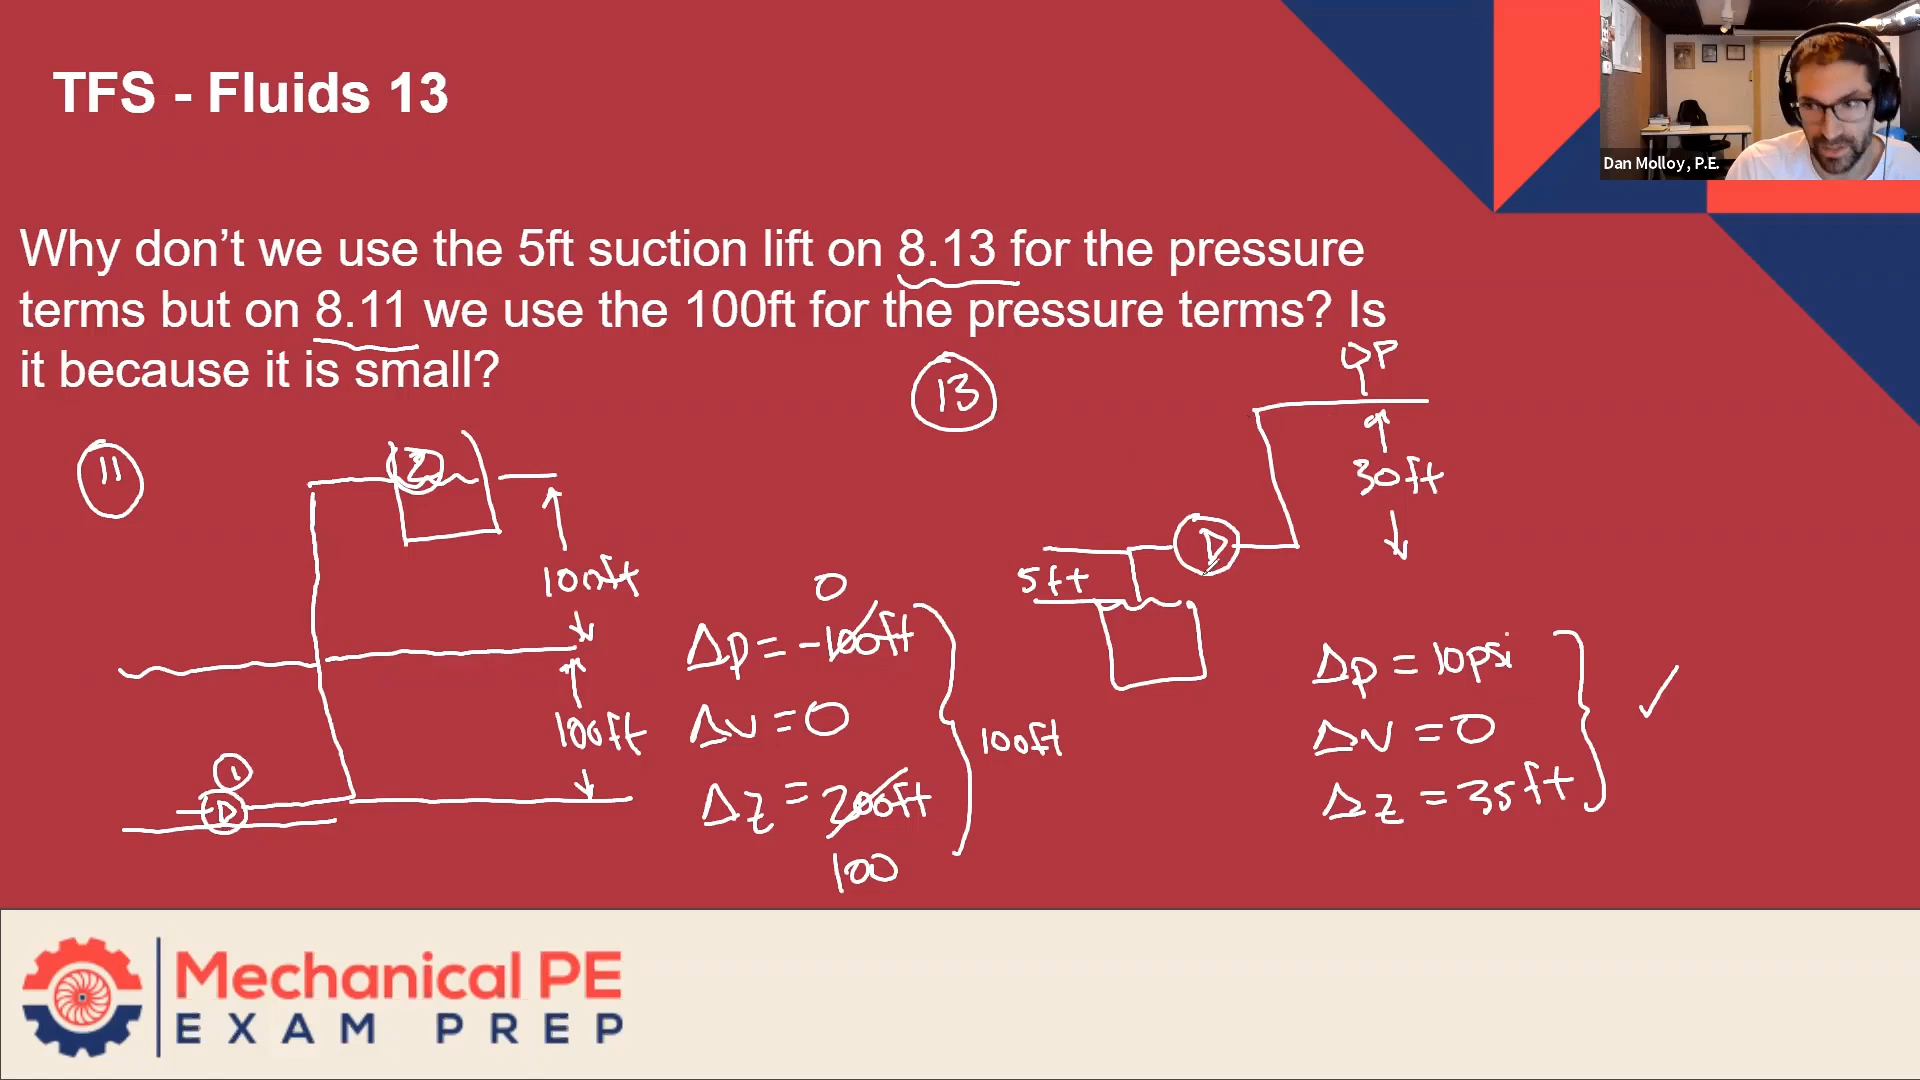 TFS - Fluids 13
Dan Molloy, P.E.
Why don’t we use the 5ft suction lift on 8.13 for the pressure
terms but on 8.11 we use the 100ft for the pressure terms? Is
it because it is small?
11
2
100ft
100ft
1
D
0
Δp = -100ft
Δv = 0
Δz = 200ft
100
100ft
13
5ft
D
30ft
Δp = 10psi
Δv = 0
Δz = 35ft
Mechanical PE
EXAM PREP